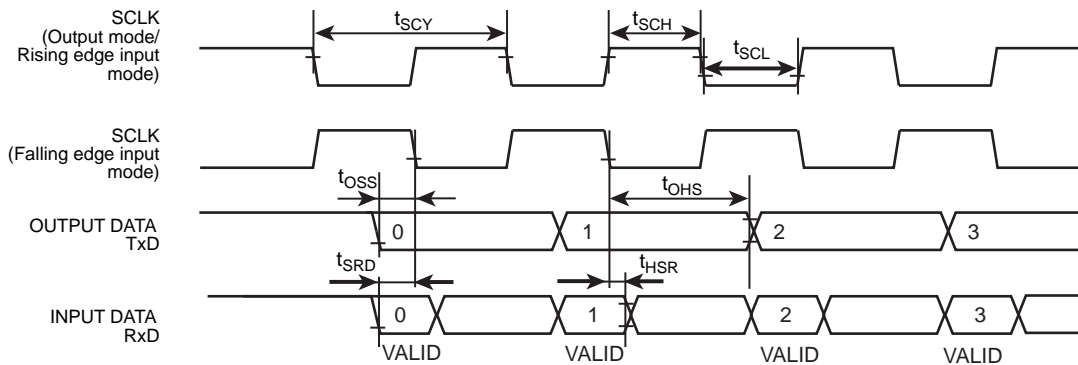 SCLK
(Output mode/
Rising edge input
mode)
tSCY
tSCH
tSCL
SCLK
(Falling edge input
mode)
tOSS
tOHS
OUTPUT DATA
TxD
0
1
2
3
tSRD
tHSR
INPUT DATA
RxD
0
1
2
3
VALID
VALID
VALID
VALID